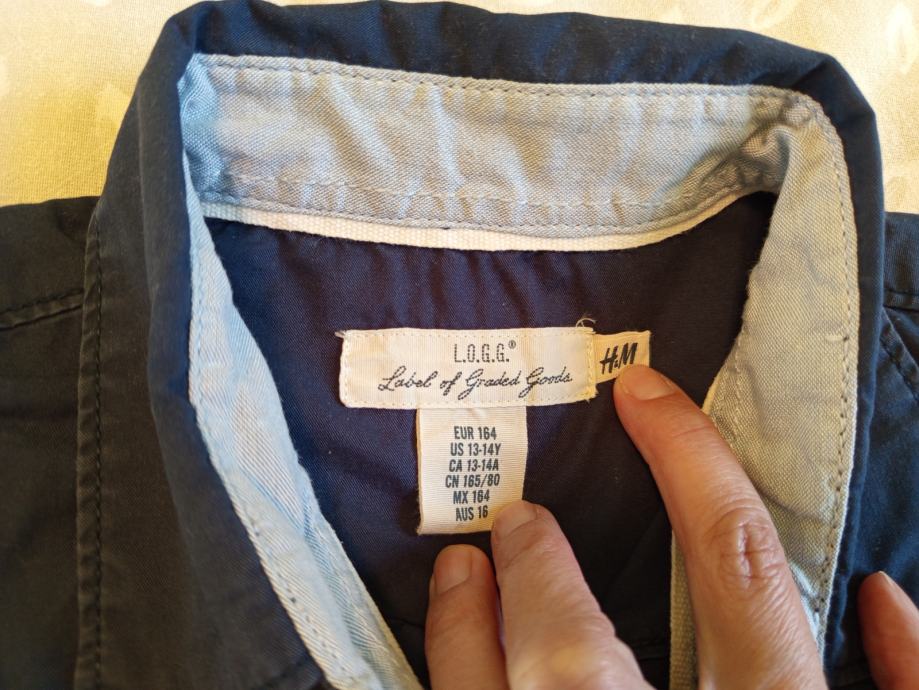 L.O.G.G.®
Label of Graded Goods
H&M
EUR 164
US 13-14Y
CA 13-14A
CN 165/80
MX 164
AUS 16